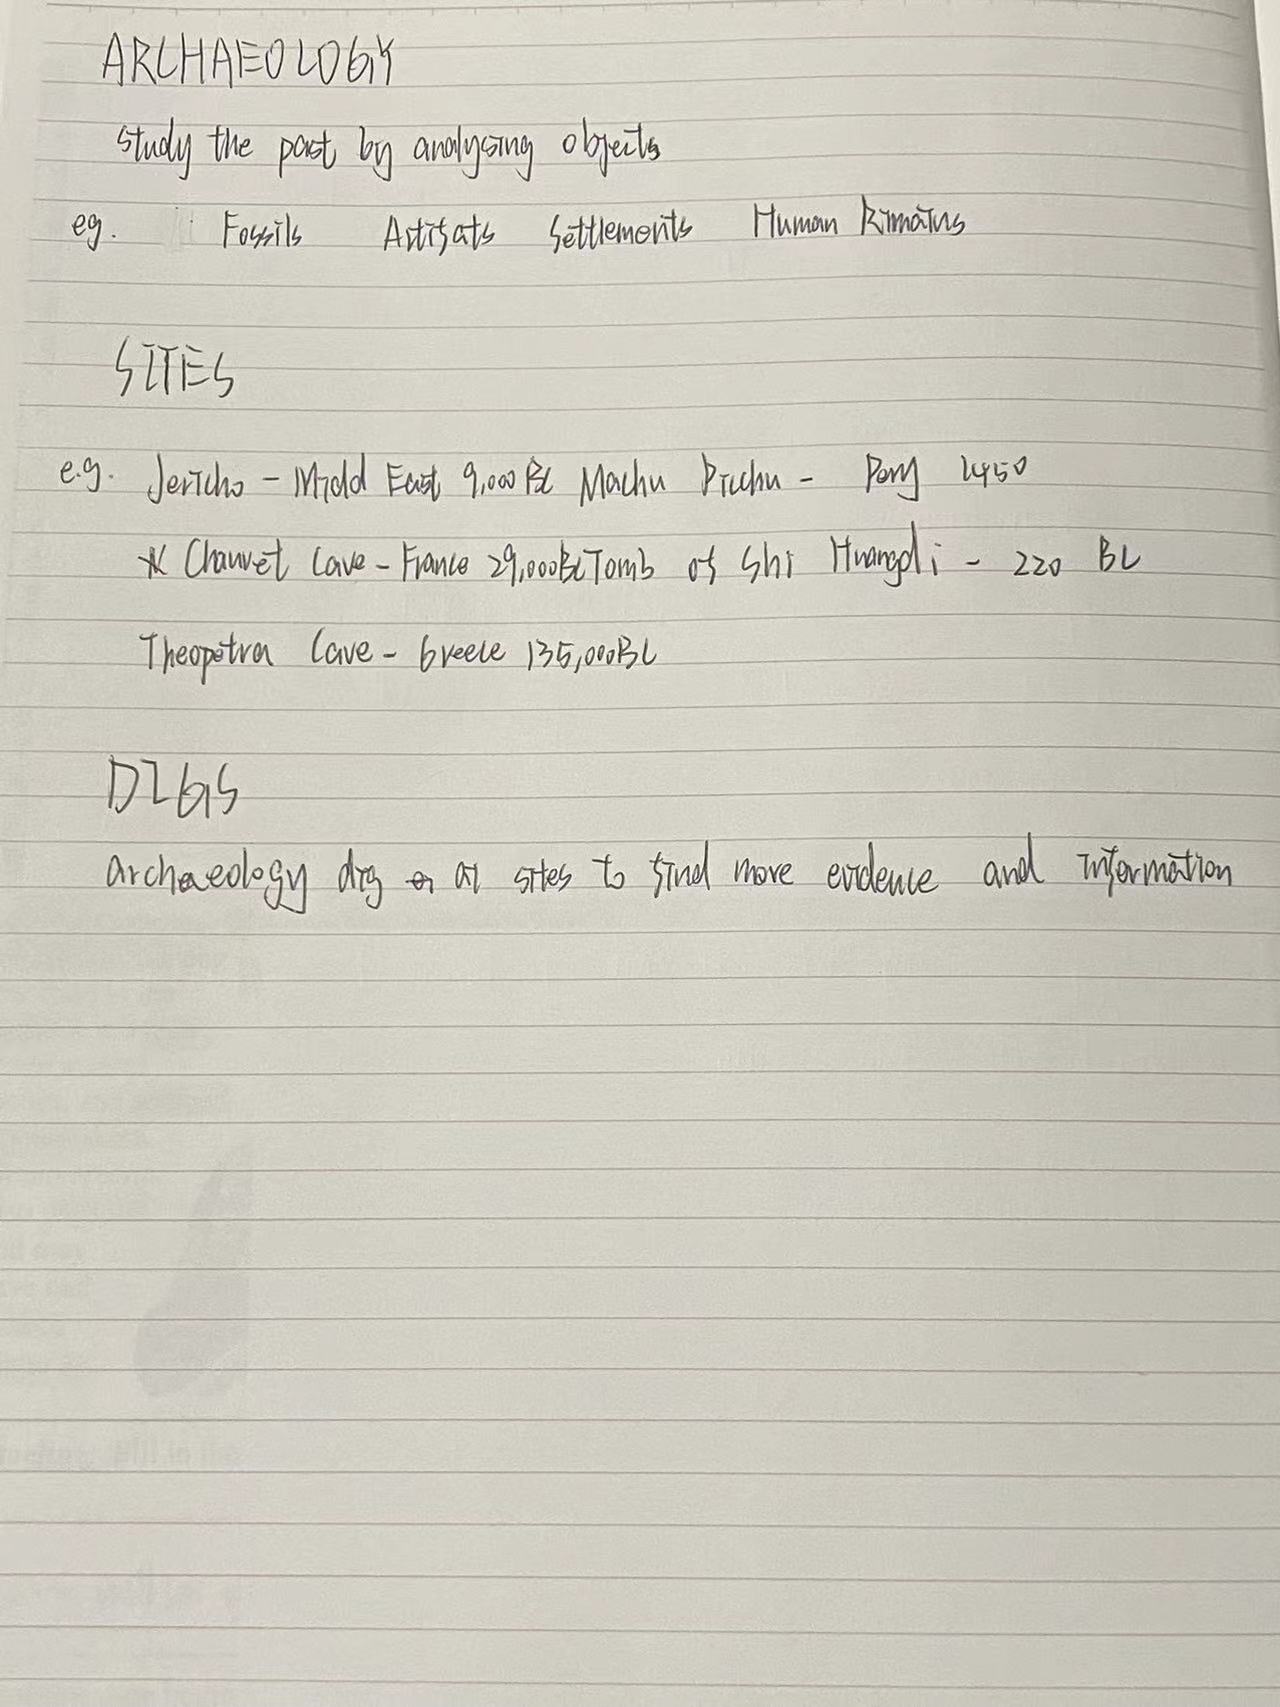 ARCHAEOLOGY
study the past by analysing objects
eg. Fossils Artifats Settlements Human Rimains
SITES
e.g. Jericho - Midd East 9,000 BC Machu Picchu - Pery 1450
Chauvet Cave - France 29,000BC Tomb of Shi Huangdi - 220 BC
Theopetra Cave - Greece 135,000BC
DIGS
archaeology dig at sites to find more evidence and information